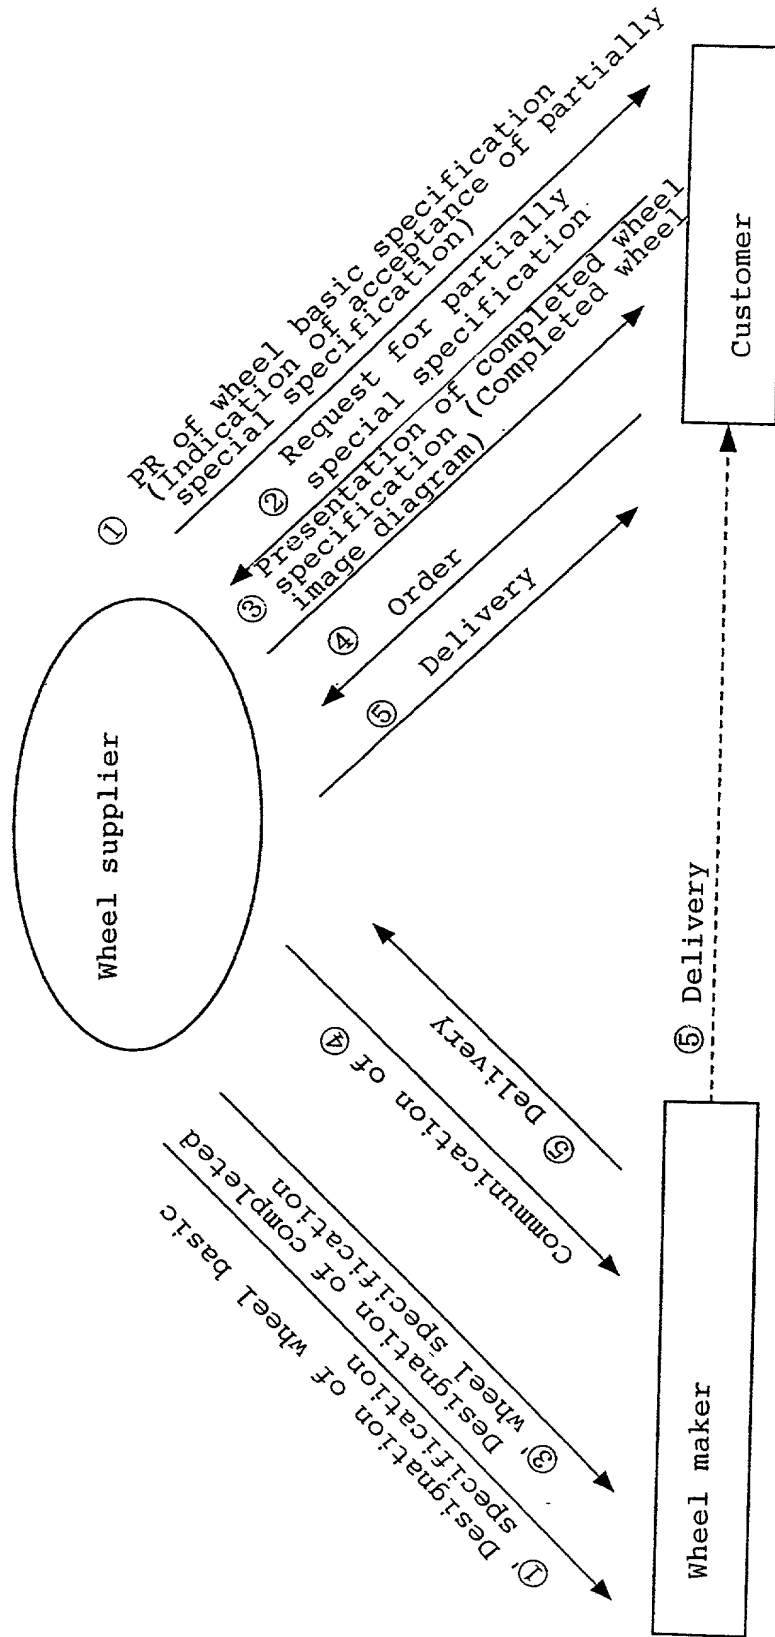 Wheel supplier
① PR of wheel basic specification
(Indication of acceptance of partially
special specification)
② Request for partially
special specification
③ Presentation of completed wheel
specification (Completed wheel
image diagram)
④ Order
⑤ Delivery
①' Designation of wheel basic
specification
③' Designation of completed
wheel specification
Communication of ④
⑤ Delivery
⑤ Delivery
Wheel maker
Customer